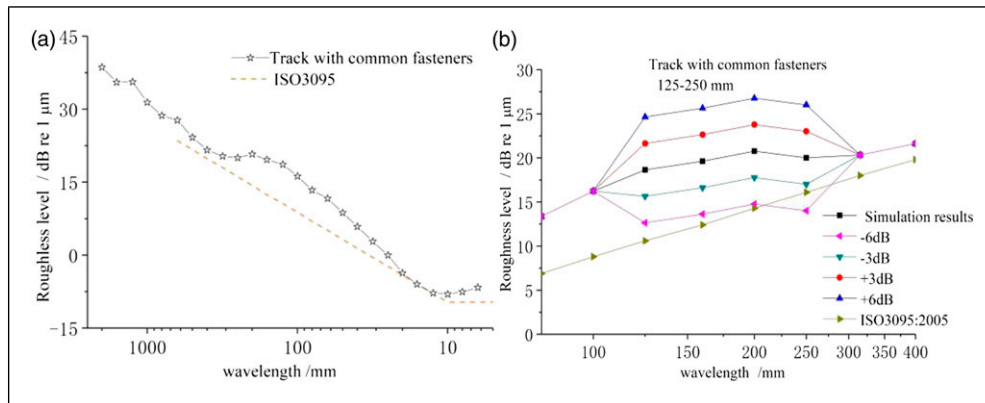 (a)
45
30
15
0
−15
Roughless level / dB re 1 μm
Track with common fasteners
ISO3095
1000
100
10
wavelength /mm
(b)
Track with common fasteners
125-250 mm
30
25
20
15
10
5
0
Roughness level / dB re 1 μm
Simulation results
-6dB
-3dB
+3dB
+6dB
ISO3095:2005
100
150
200
250
300
350
400
wavelength/mm